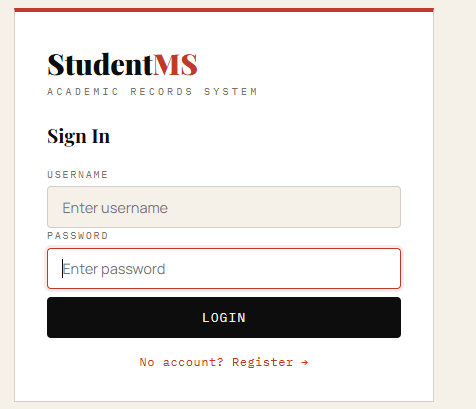 StudentMS
ACADEMIC RECORDS SYSTEM
Sign In
USERNAME
Enter username
PASSWORD
Enter password
LOGIN
No account? Register →